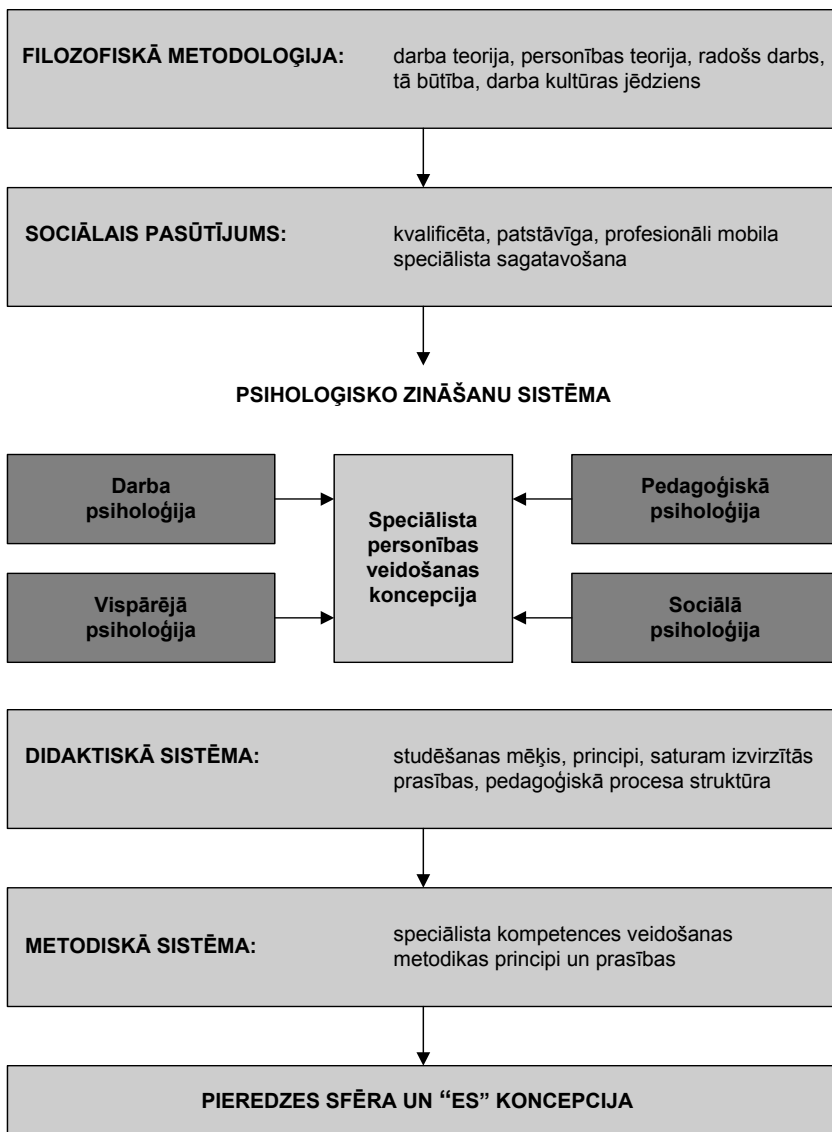 FILOZOFISKĀ METODOLOĢIJA: darba teorija, personības teorija, radošs darbs,
tā būtība, darba kultūras jēdziens
SOCIĀLAIS PASŪTĪJUMS: kvalificēta, patstāvīga, profesionāli mobila
speciālista sagatavošana
PSIHOLOĢISKO ZINĀŠANU SISTĒMA
Darba
psiholoģija
Vispārējā
psiholoģija
Speciālista
personības
veidošanas
koncepcija
Pedagoģiskā
psiholoģija
Sociālā
psiholoģija
DIDAKTISKĀ SISTĒMA: studēšanas mēķis, principi, saturam izvirzītās
prasības, pedagoģiskā procesa struktūra
METODISKĀ SISTĒMA: speciālista kompetences veidošanas
metodikas principi un prasības
PIEREDZES SFĒRA UN “ES” KONCEPCIJA